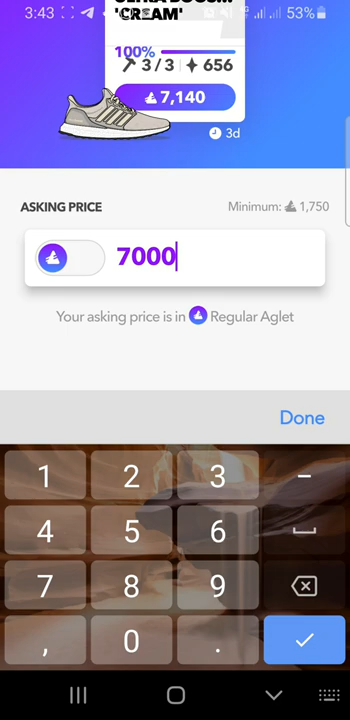 3:43 53%
'CREAM'
100%
3/3 656
7,140
3d
ASKING PRICE Minimum: 1,750
7000
Your asking price is in Regular Aglet
Done
1 2 3 –
4 5 6
7 8 9
, 0 .